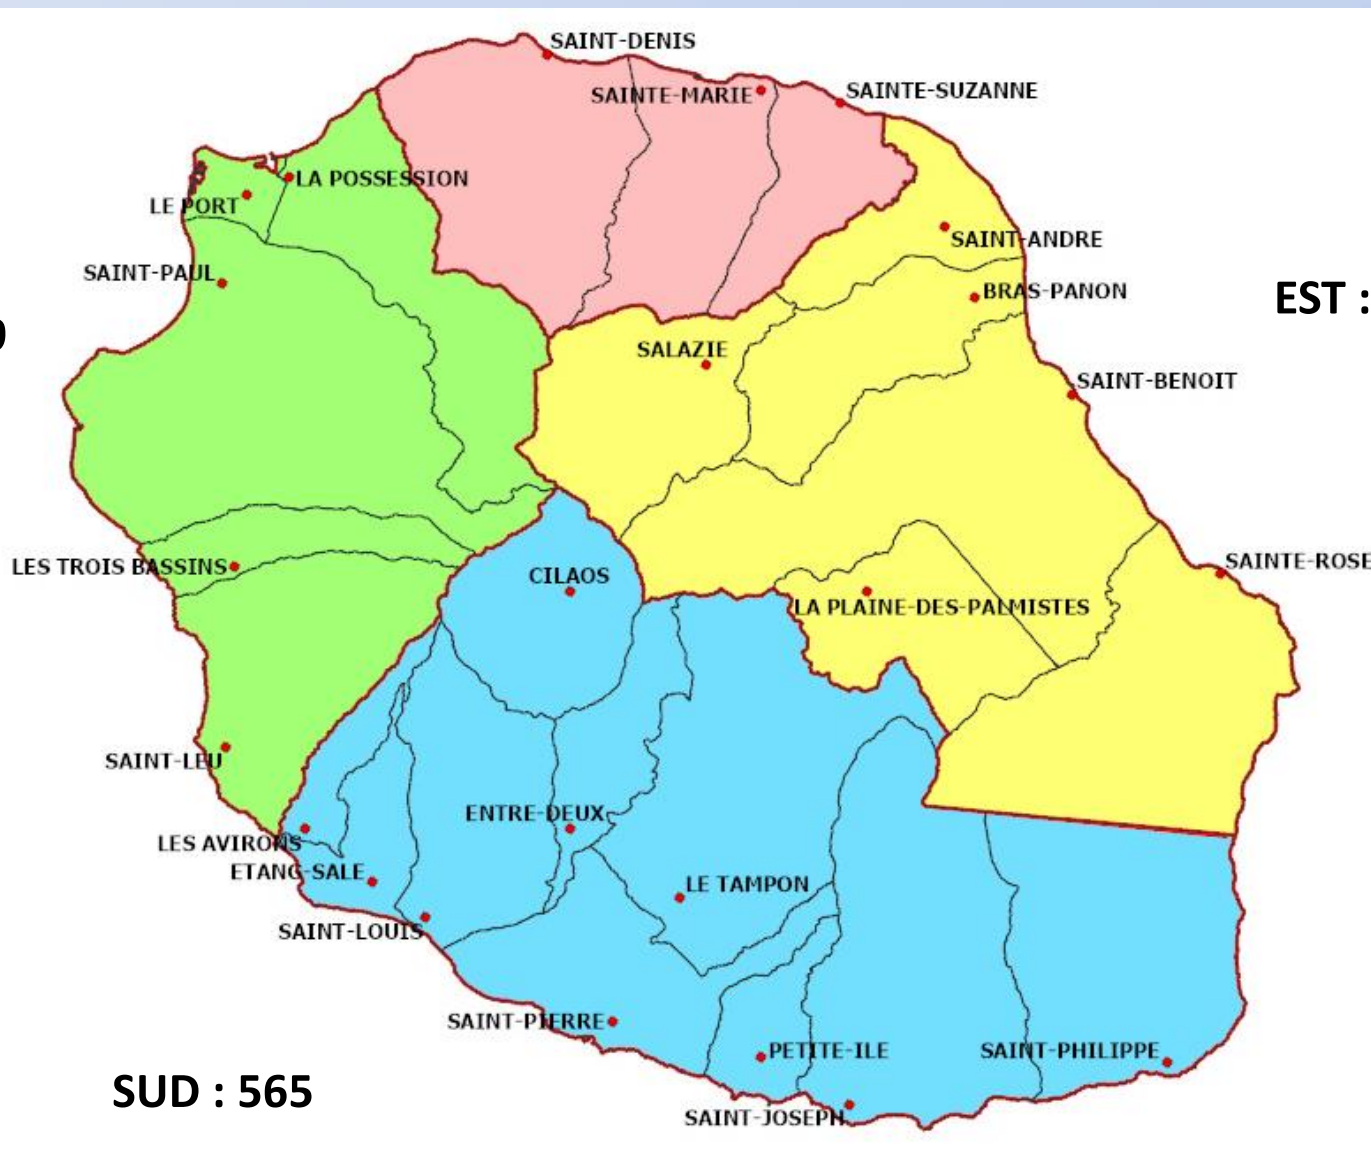 SAINT-DENIS
SAINTE-MARIE
SAINTE-SUZANNE
LA POSSESSION
LE PORT
SAINT-ANDRE
SAINT-PAUL
BRAS-PANON
EST :
SALAZIE
SAINT-BENOIT
LES TROIS BASSINS
SAINTE-ROSE
CILAOS
LA PLAINE-DES-PALMISTES
SAINT-LEU
ENTRE-DEUX
LES AVIRONS
ETANG-SALE
LE TAMPON
SAINT-LOUIS
SAINT-PIERRE
PETITE-ILE
SAINT-PHILIPPE
SUD : 565
SAINT-JOSEPH